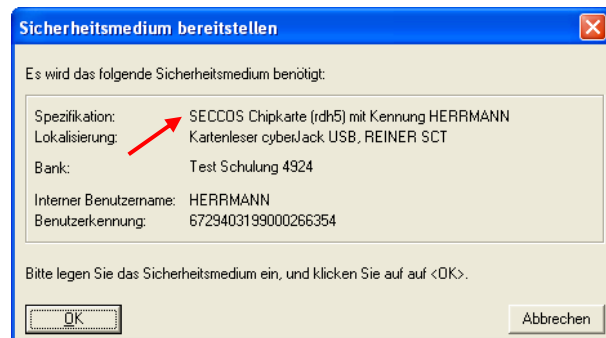 Sicherheitsmedium bereitstellen
Es wird das folgende Sicherheitsmedium benötigt:
Spezifikation: SECCOS Chipkarte (rdh5) mit Kennung HERRMANN
Lokalisierung: Kartenleser cyberJack USB, REINER SCT
Bank: Test Schulung 4924
Interner Benutzername: HERRMANN
Benutzerkennung: 6729403199000266354
Bitte legen Sie das Sicherheitsmedium ein, und klicken Sie auf auf <OK>.
OK Abbrechen